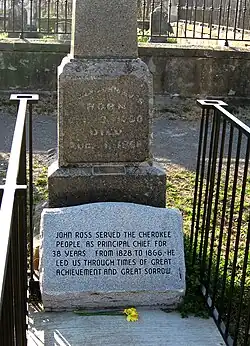 BORN
DIED
AUG. 1, 1866
JOHN ROSS SERVED THE CHEROKEE
PEOPLE, AS PRINCIPAL CHIEF FOR
38 YEARS FROM 1828 TO 1866. HE
LED US THROUGH TIMES OF GREAT
ACHIEVEMENT AND GREAT SORROW.